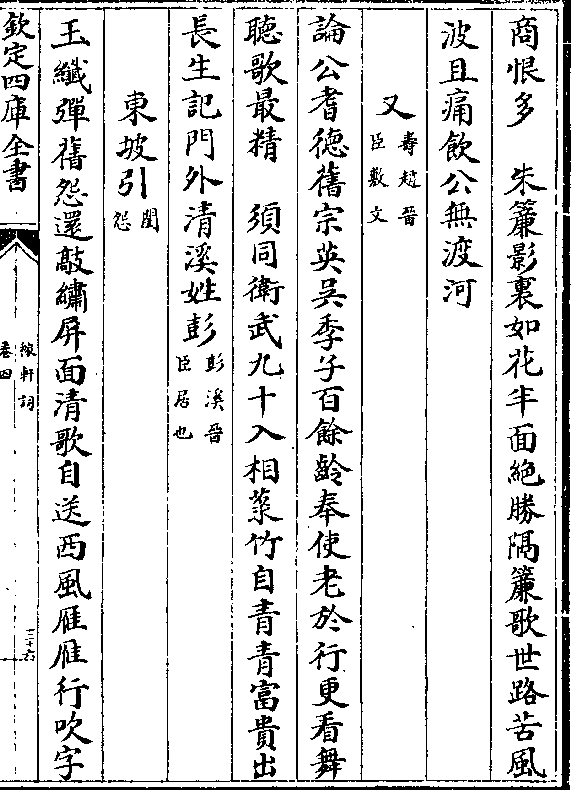 商恨多　朱簾影裏如花半面絶勝隔簾歌世路苦風
波且痛飲公無渡河
又壽趙晉
臣敷文
論公耆德舊宗英吴季子百餘齡奉使老於行更看舞
聽歌最精　須同衛武九十入相菉竹自青青富貴出
長生記門外清溪姓彭彭溪晉
臣居也
東坡引閨
怨
玉纎彈舊怨還敲繡屏面清歌自送西風雁雁行吹字
欽定四庫全書
稼軒詞
卷四
三十六